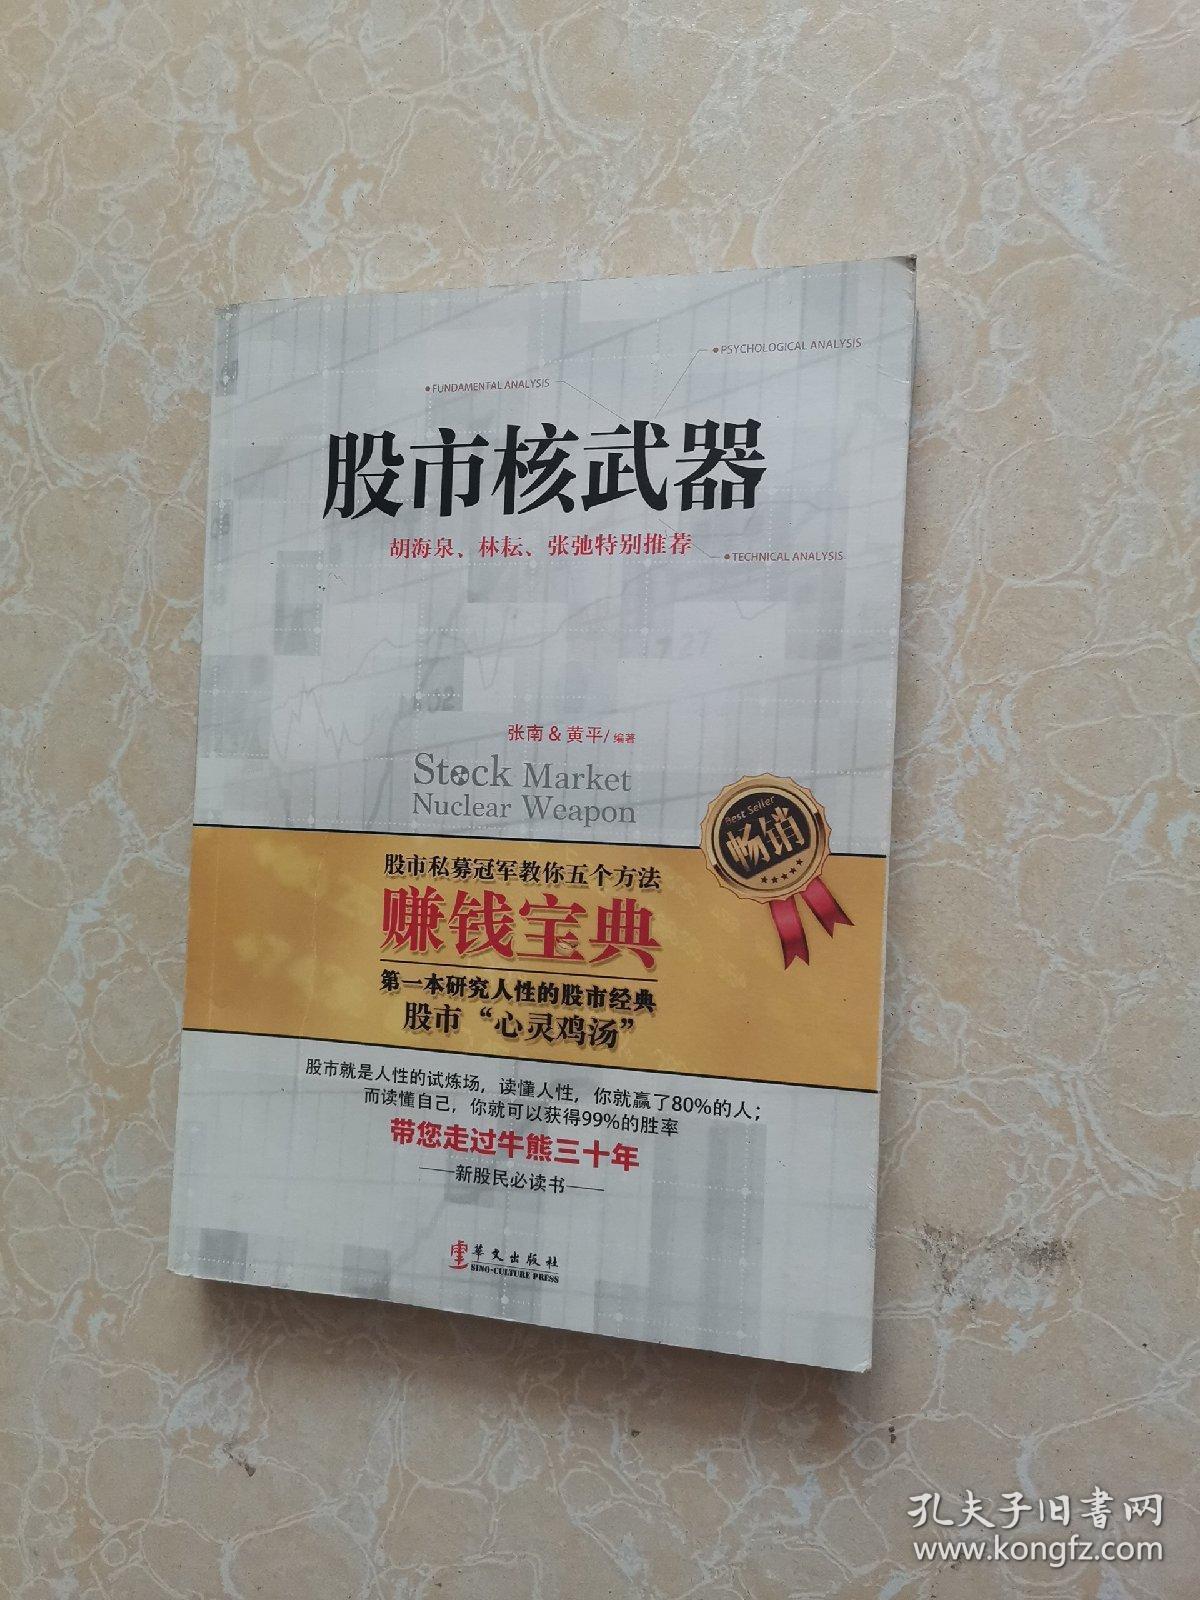 PSYCHOLOGICAL ANALYSIS
FUNDAMENTAL ANALYSIS
股市核武器
胡海泉、林耘、张弛特别推荐
TECHNICAL ANALYSIS
7.27
02
张南 & 黄平/编著
Stock Market
Nuclear Weapon
Best Seller
畅销
股市私募冠军教你五个方法
赚钱宝典
第一本研究人性的股市经典
股市“心灵鸡汤”
股市就是人性的试炼场，读懂人性，你就赢了80%的人；
而读懂自己，你就可以获得99%的胜率
带您走过牛熊三十年
——新股民必读书——
華文出版社
SINO-CULTURE PRESS
孔夫子旧书网
www.kongfz.com